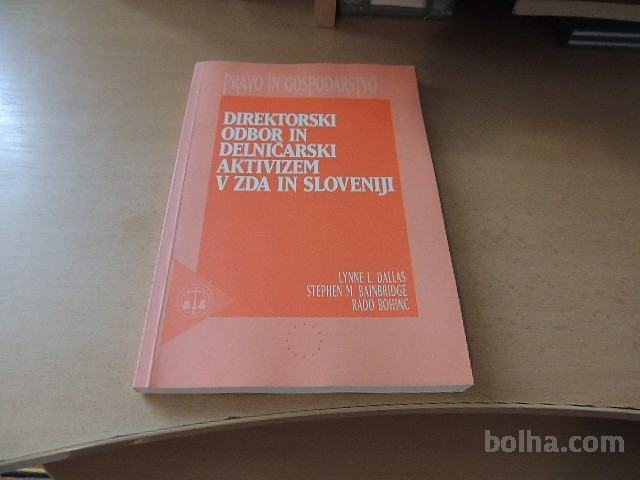 PRAVO IN GOSPODARSTVO
DIREKTORSKI
ODBOR IN
DELNIČARSKI
AKTIVIZEM
V ZDA IN SLOVENIJI
LYNNE L. DALLAS
STEPHEN M. BAINBRIDGE
RADO BOHINC
bolha.com